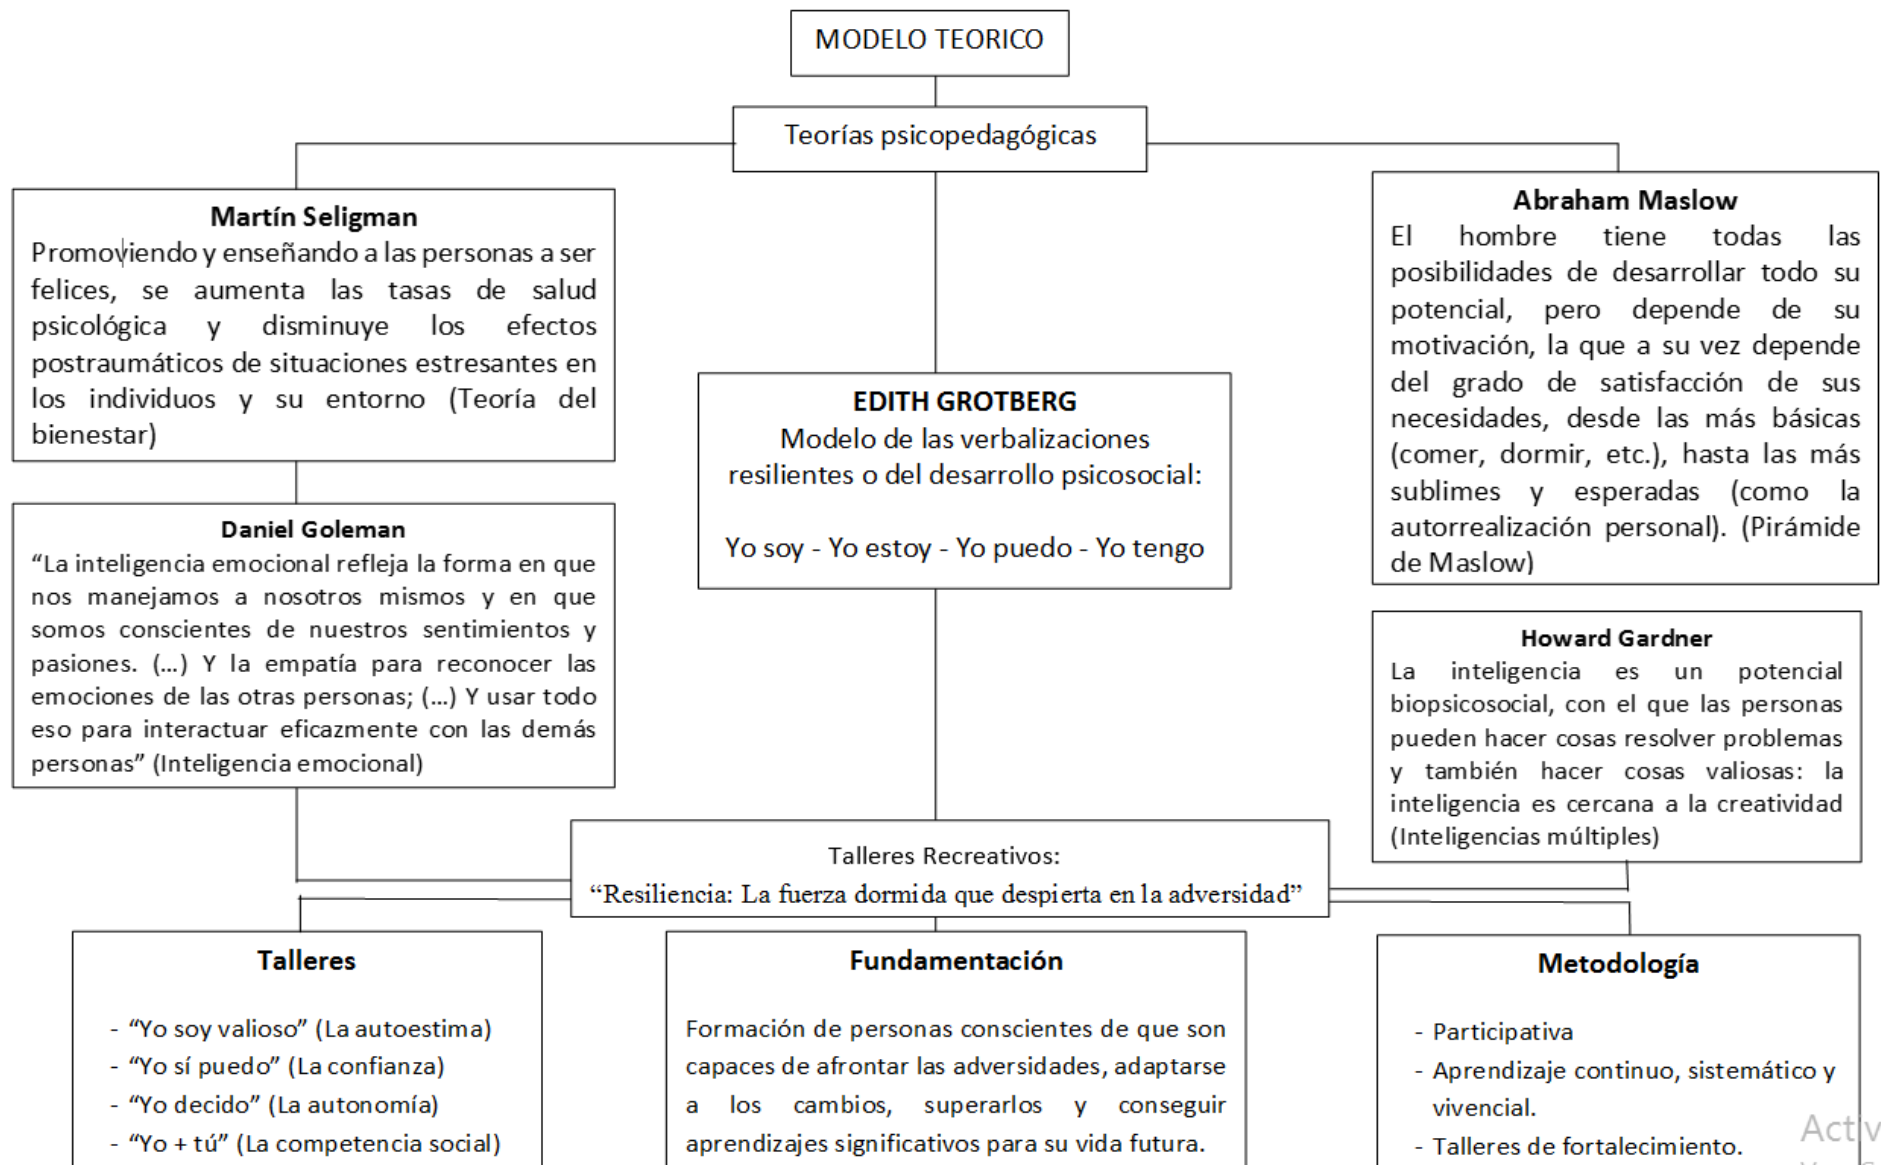 MODELO TEORICO
Teorías psicopedagógicas
Martín Seligman
Promoviendo y enseñando a las personas a ser
felices, se aumenta las tasas de salud
psicológica y disminuye los efectos
postraumáticos de situaciones estresantes en
los individuos y su entorno (Teoría del
bienestar)
Daniel Goleman
“La inteligencia emocional refleja la forma en que
nos manejamos a nosotros mismos y en que
somos conscientes de nuestros sentimientos y
pasiones. (...) Y la empatía para reconocer las
emociones de las otras personas; (...) Y usar todo
eso para interactuar eficazmente con las demás
personas” (Inteligencia emocional)
EDITH GROTBERG
Modelo de las verbalizaciones
resilientes o del desarrollo psicosocial:
Yo soy - Yo estoy - Yo puedo - Yo tengo
Abraham Maslow
El hombre tiene todas las
posibilidades de desarrollar todo su
potencial, pero depende de su
motivación, la que a su vez depende
del grado de satisfacción de sus
necesidades, desde las más básicas
(comer, dormir, etc.), hasta las más
sublimes y esperadas (como la
autorrealización personal). (Pirámide
de Maslow)
Howard Gardner
La inteligencia es un potencial
biopsicosocial, con el que las personas
pueden hacer cosas resolver problemas
y también hacer cosas valiosas: la
inteligencia es cercana a la creatividad
(Inteligencias múltiples)
Talleres Recreativos:
“Resiliencia: La fuerza dormida que despierta en la adversidad”
Talleres
- “Yo soy valioso” (La autoestima)
- “Yo sí puedo” (La confianza)
- “Yo decido” (La autonomía)
- “Yo + tú” (La competencia social)
Fundamentación
Formación de personas conscientes de que son
capaces de afrontar las adversidades, adaptarse
a los cambios, superarlos y conseguir
aprendizajes significativos para su vida futura.
Metodología
- Participativa
- Aprendizaje continuo, sistemático y
vivencial.
- Talleres de fortalecimiento.
Activ